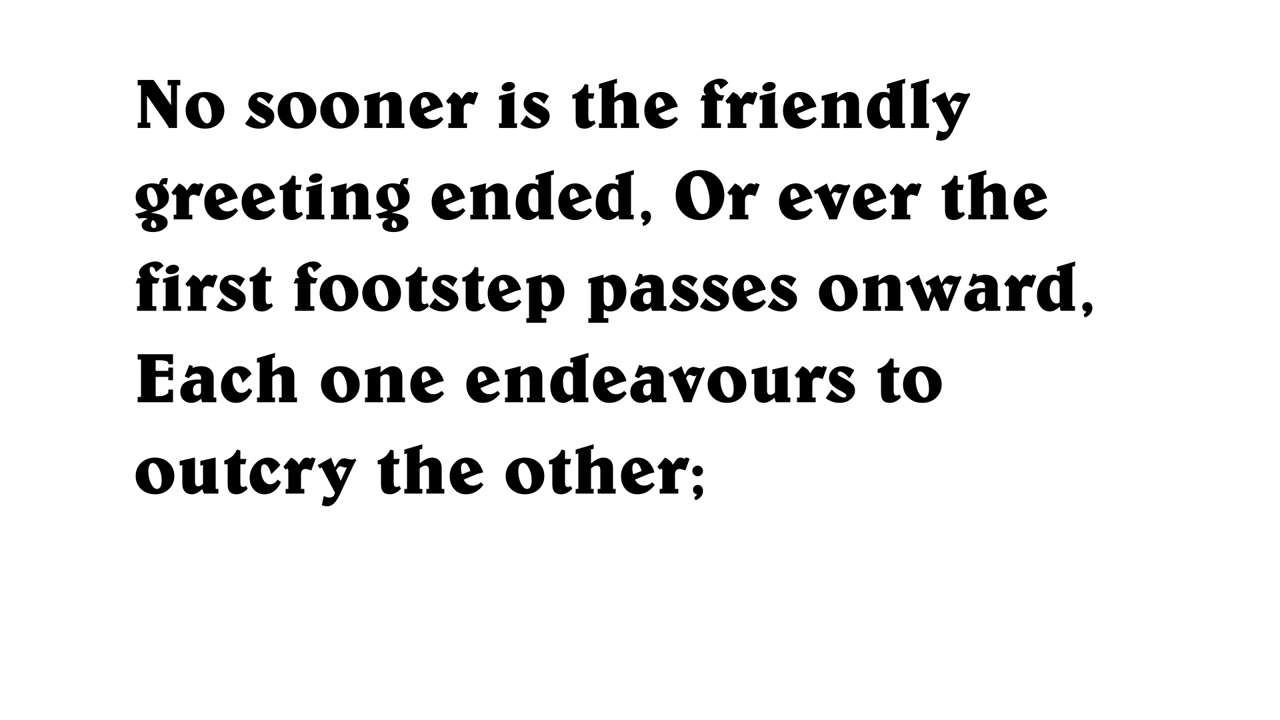 No sooner is the friendly
greeting ended, Or ever the
first footstep passes onward,
Each one endeavours to
outcry the other;